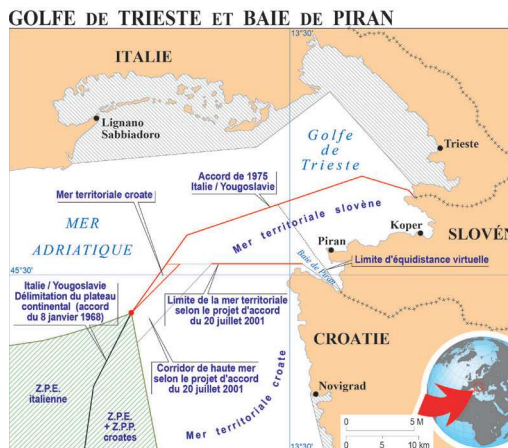 GOLFE DE TRIESTE ET BAIE DE PIRAN
13°30'
ITALIE
Lignano
Sabbiadoro
Golfe
de
Trieste
Trieste
Accord de 1975
Italie / Yougoslavie
Mer territoriale croate
MER
ADRIATIQUE
Mer territoriale slovène
Koper
Piran
SLOVÉN
Baie de Piran
Limite d'équidistance virtuelle
45°30'
Italie / Yougoslavie
Délimitation du plateau
continental (accord
du 8 janvier 1968)
Limite de la mer territoriale
selon le projet d'accord
du 20 juillet 2001
CROATIE
Corridor de haute mer
selon le projet d'accord
du 20 juillet 2001
Z.P.E.
italienne
Z.P.E.
+ Z.P.P.
croates
Mer territoriale croate
Novigrad
0 5 M
0 5 10 km
13°30'